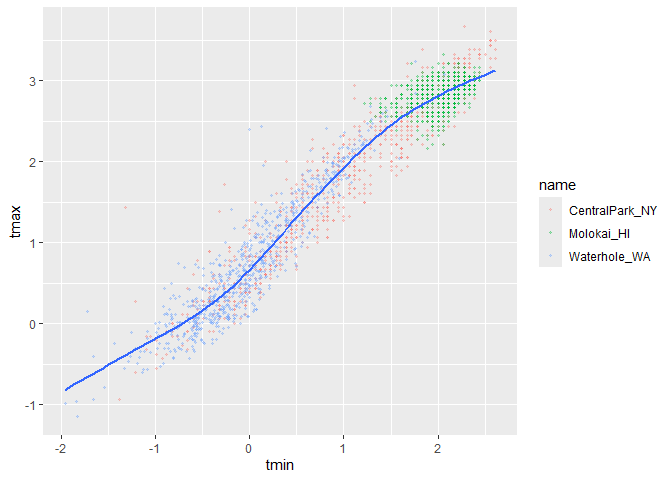 3
2
1
0
-1
tmax
-2
-1
0
1
2
tmin
name
CentralPark_NY
Molokai_HI
Waterhole_WA